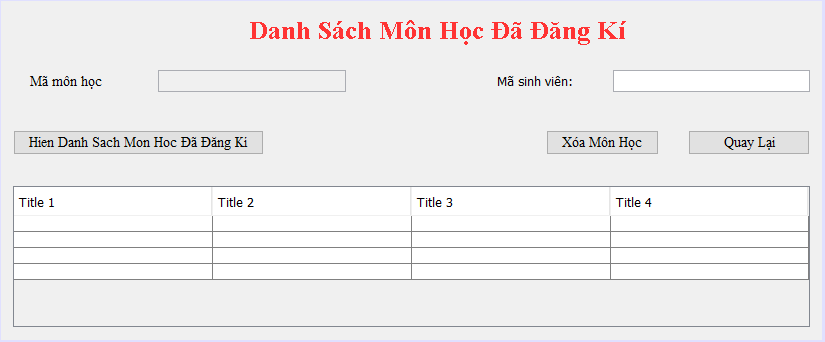 Danh Sách Môn Học Đã Đăng Kí
Mã môn học Mã sinh viên:
Hien Danh Sach Mon Hoc Đã Đăng Kí Xóa Môn Học Quay Lại
Title 1 Title 2 Title 3 Title 4